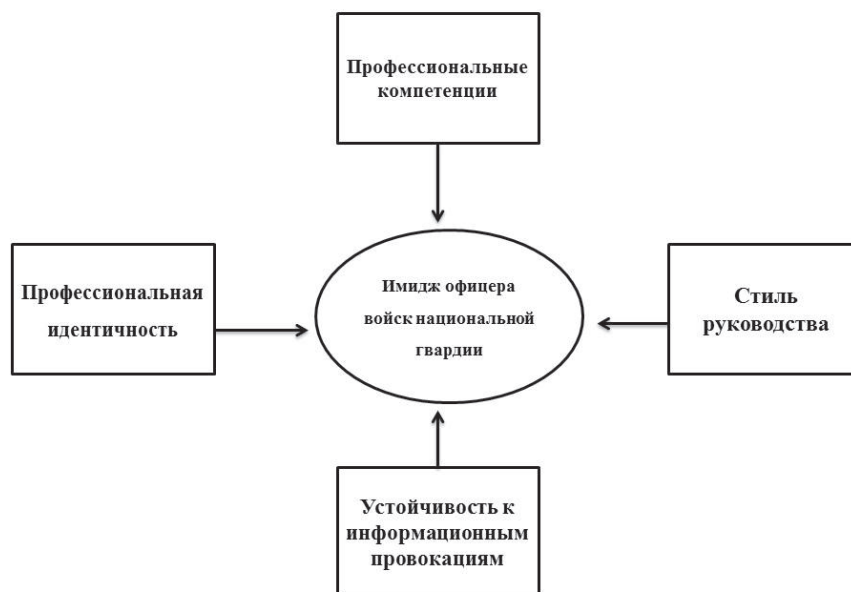 Профессиональные
компетенции
Профессиональная
идентичность
Имидж офицера
войск национальной
гвардии
Стиль
руководства
Устойчивость к
информационным
провокациям